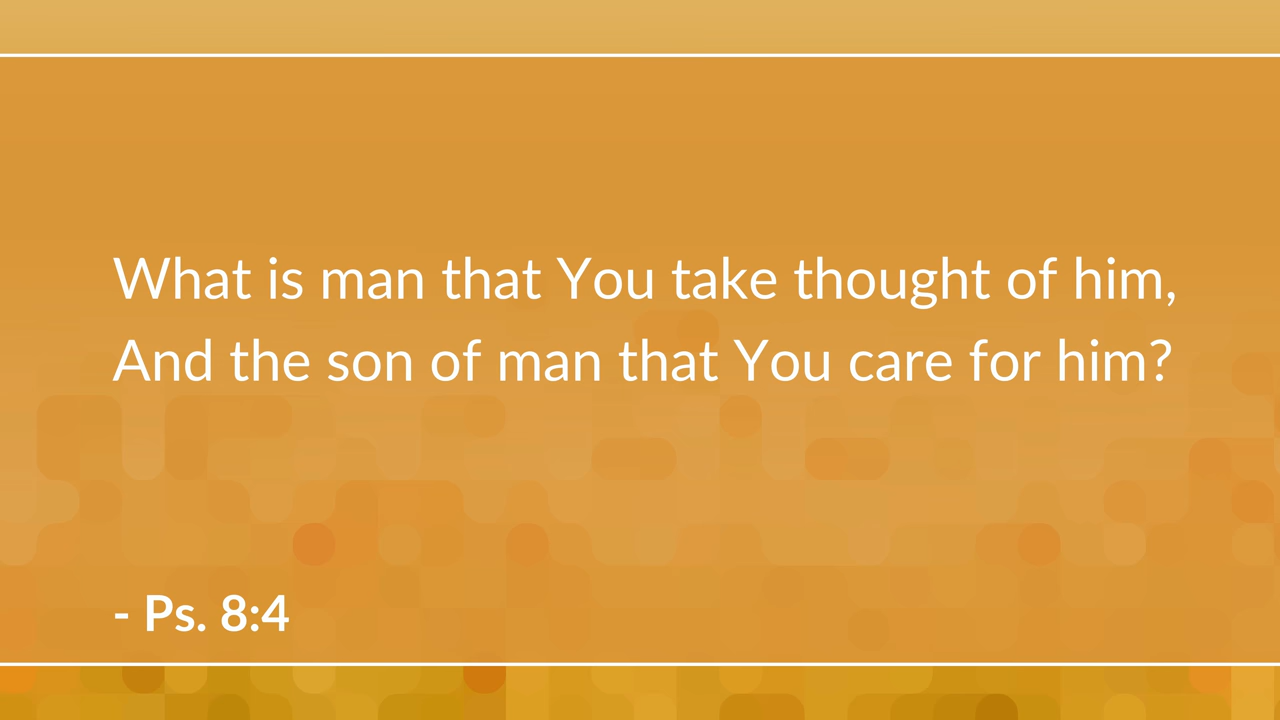 What is man that You take thought of him,
And the son of man that You care for him?
- Ps. 8:4